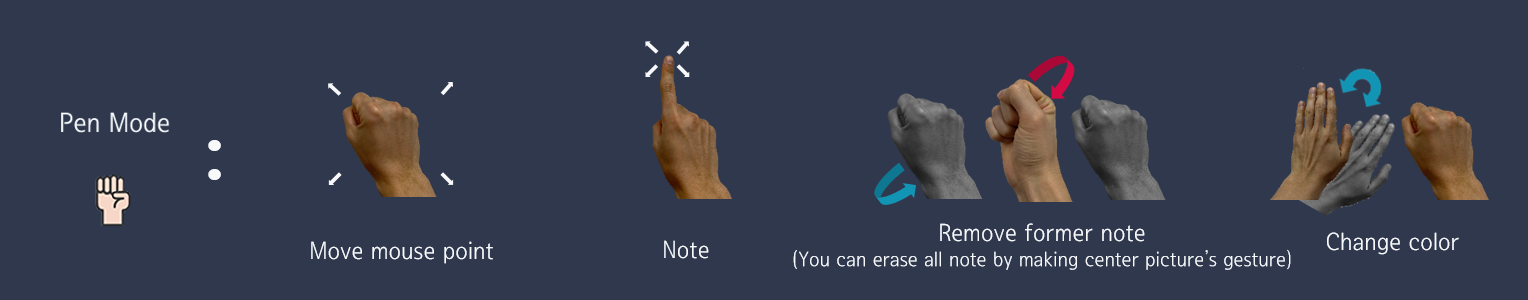 Pen Mode
:
Move mouse point
Note
Remove former note
(You can erase all note by making center picture's gesture)
Change color